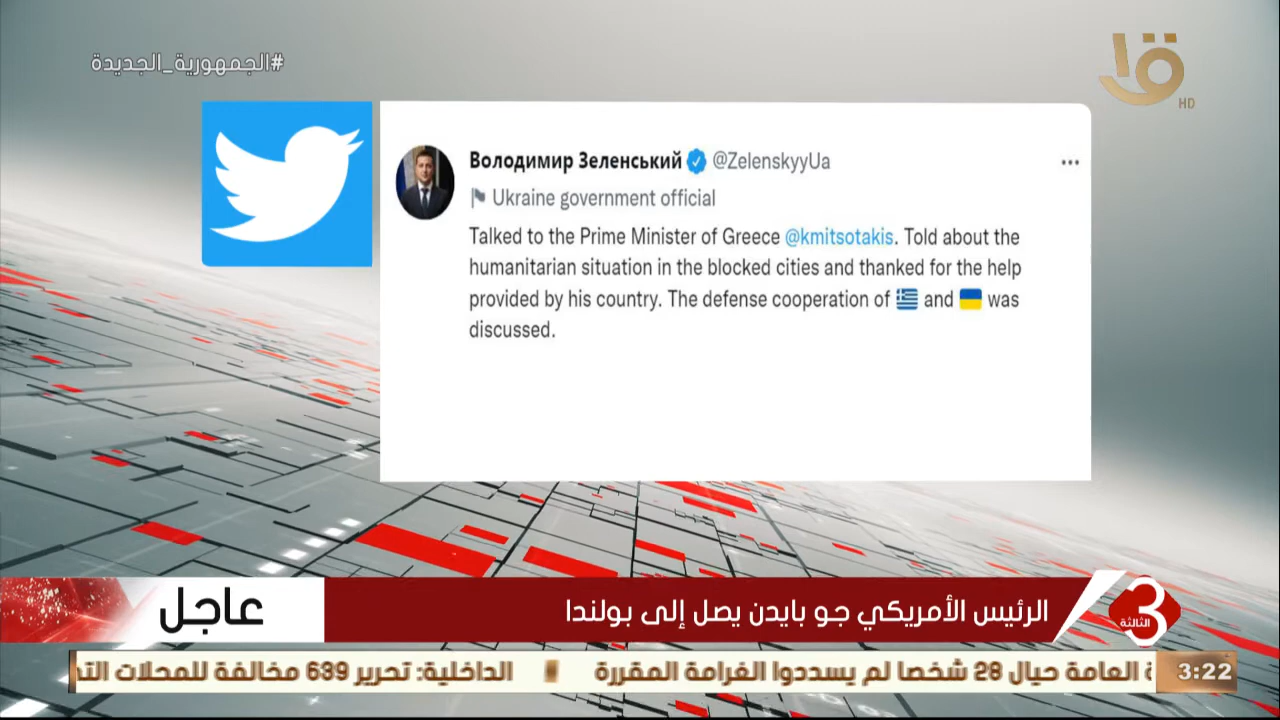 #الجمهورية_الجديدة
HD
Володимир Зеленський @ZelenskyyUa
Ukraine government official
Talked to the Prime Minister of Greece @kmitsotakis. Told about the
humanitarian situation in the blocked cities and thanked for the help
provided by his country. The defense cooperation of 🇬🇷 and 🇺🇦 was
discussed.
3 الثالثة
الرئيس الأمريكي جو بايدن يصل إلى بولندا
عاجل
3:22
العامة حيال 28 شخصا لم يسددوا الغرامة المقررة
الداخلية: تحرير 639 مخالفة للمحلات